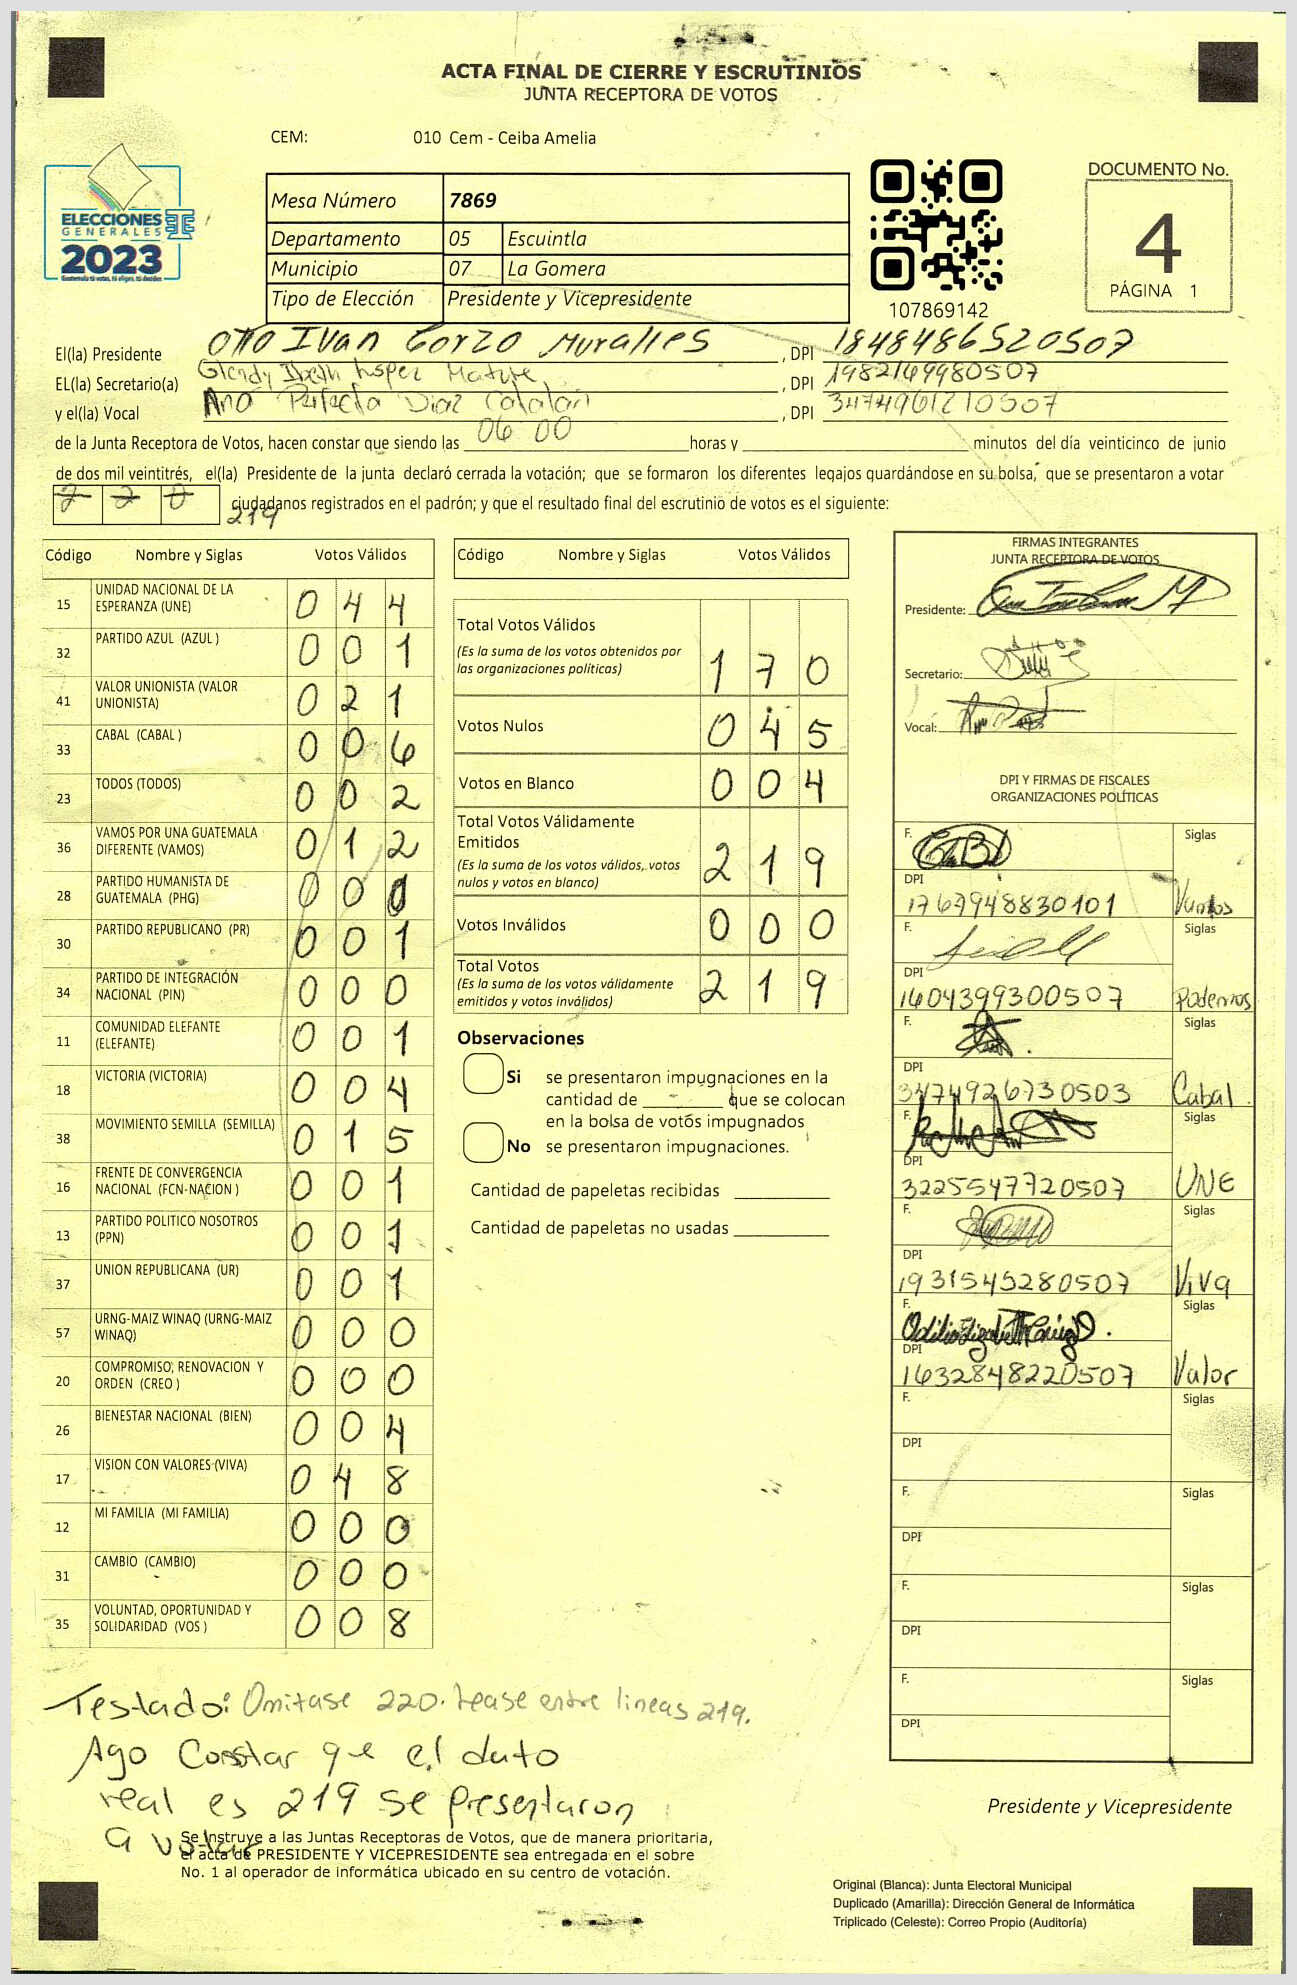 ACTA FINAL DE CIERRE Y ESCRUTINIOS
JUNTA RECEPTORA DE VOTOS
CEM: 010 Cem - Ceiba Amelia
ELECCIONES
GENERALES
2023
Guatemala tú votas, tú eliges, tú decides
Mesa Número 7869
Departamento 05 Escuintla
Municipio 07 La Gomera
Tipo de Elección Presidente y Vicepresidente
107869142
DOCUMENTO No.
4
PÁGINA 1
El(la) Presidente Otto Ivan Corzo Muralles, DPI 1848486520507
EL(la) Secretario(a) Glendy Ibeth, DPI 1982149980507
y el(la) Vocal Ana Perfecta Diaz Catalan, DPI 3474961210507
de la Junta Receptora de Votos, hacen constar que siendo las 06 00 horas y minutos del día veinticinco de junio
de dos mil veintitrés, el(la) Presidente de la junta declaró cerrada la votación; que se formaron los diferentes legajos guardándose en su bolsa, que se presentaron a votar
2 2 0 ciudadanos registrados en el padrón; y que el resultado final del escrutinio de votos es el siguiente:
219
Código Nombre y Siglas Votos Válidos
15 UNIDAD NACIONAL DE LA ESPERANZA (UNE) 0 4 4
32 PARTIDO AZUL (AZUL ) 0 0 1
41 VALOR UNIONISTA (VALOR UNIONISTA) 0 2 1
33 CABAL (CABAL ) 0 0 6
23 TODOS (TODOS) 0 0 2
36 VAMOS POR UNA GUATEMALA DIFERENTE (VAMOS) 0 1 2
28 PARTIDO HUMANISTA DE GUATEMALA (PHG) 0 0
30 PARTIDO REPUBLICANO (PR) 0 0 1
34 PARTIDO DE INTEGRACIÓN NACIONAL (PIN) 0 0 0
11 COMUNIDAD ELEFANTE (ELEFANTE) 0 0 1
18 VICTORIA (VICTORIA) 0 0 4
38 MOVIMIENTO SEMILLA (SEMILLA) 0 1 5
16 FRENTE DE CONVERGENCIA NACIONAL (FCN-NACION ) 0 0 1
13 PARTIDO POLITICO NOSOTROS (PPN) 0 0 1
37 UNION REPUBLICANA (UR) 0 0 1
57 URNG-MAIZ WINAQ (URNG-MAIZ WINAQ) 0 0 0
20 COMPROMISO, RENOVACION Y ORDEN (CREO ) 0 0 0
26 BIENESTAR NACIONAL (BIEN) 0 0 4
17 VISION CON VALORES (VIVA) 0 4 8
12 MI FAMILIA (MI FAMILIA) 0 0 0
31 CAMBIO (CAMBIO) 0 0 0
35 VOLUNTAD, OPORTUNIDAD Y SOLIDARIDAD (VOS ) 0 0 8
Código Nombre y Siglas Votos Válidos
Total Votos Válidos
(Es la suma de los votos obtenidos por
las organizaciones políticas) 1 7 0
Votos Nulos 0 4 5
Votos en Blanco 0 0 4
Total Votos Válidamente
Emitidos
(Es la suma de los votos válidos, votos
nulos y votos en blanco) 2 1 9
Votos Inválidos 0 0 0
Total Votos
(Es la suma de los votos válidamente
emitidos y votos inválidos) 2 1 9
Observaciones
Si se presentaron impugnaciones en la
cantidad de ________ que se colocan
en la bolsa de votos impugnados
No se presentaron impugnaciones.
Cantidad de papeletas recibidas
Cantidad de papeletas no usadas
FIRMAS INTEGRANTES
JUNTA RECEPTORA DE VOTOS
Presidente:
Secretario:
Vocal:
DPI Y FIRMAS DE FISCALES
ORGANIZACIONES POLÍTICAS
F. Siglas
DPI
1767948830101 Vamos
F. Siglas
DPI
1604399300507 Podemos
F. Siglas
DPI
3474926730503 Cabal.
F. Siglas
DPI
3225547720507 UNE
F. Siglas
DPI
1931545280507 Viva
F. Siglas
DPI
1632848220507 Valor
F. Siglas
DPI
F. Siglas
DPI
F. Siglas
DPI
F. Siglas
DPI
Testado: Omitase 220. Lease entre lineas 219.
Ago Constar que el dato
real es 219 se presentaron
a votar
Se instruye a las Juntas Receptoras de Votos, que de manera prioritaria,
el acta de PRESIDENTE Y VICEPRESIDENTE sea entregada en el sobre
No. 1 al operador de informática ubicado en su centro de votación.
Presidente y Vicepresidente
Original (Blanca): Junta Electoral Municipal
Duplicado (Amarilla): Dirección General de Informática
Triplicado (Celeste): Correo Propio (Auditoría)